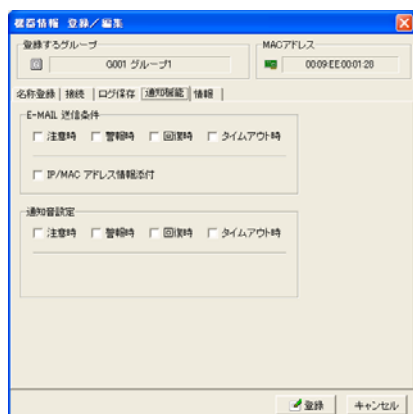 機器情報 登録／編集
登録するグループ
G001 グループ1
MACアドレス
00:09:EE:00:01:20
名称登録 接続 ログ保存 通知機能 情報
E-MAIL 送信条件
注意時 警報時 回復時 タイムアウト時
IP/MAC アドレス情報添付
通知音設定
注意時 警報時 回復時 タイムアウト時
登録 キャンセル